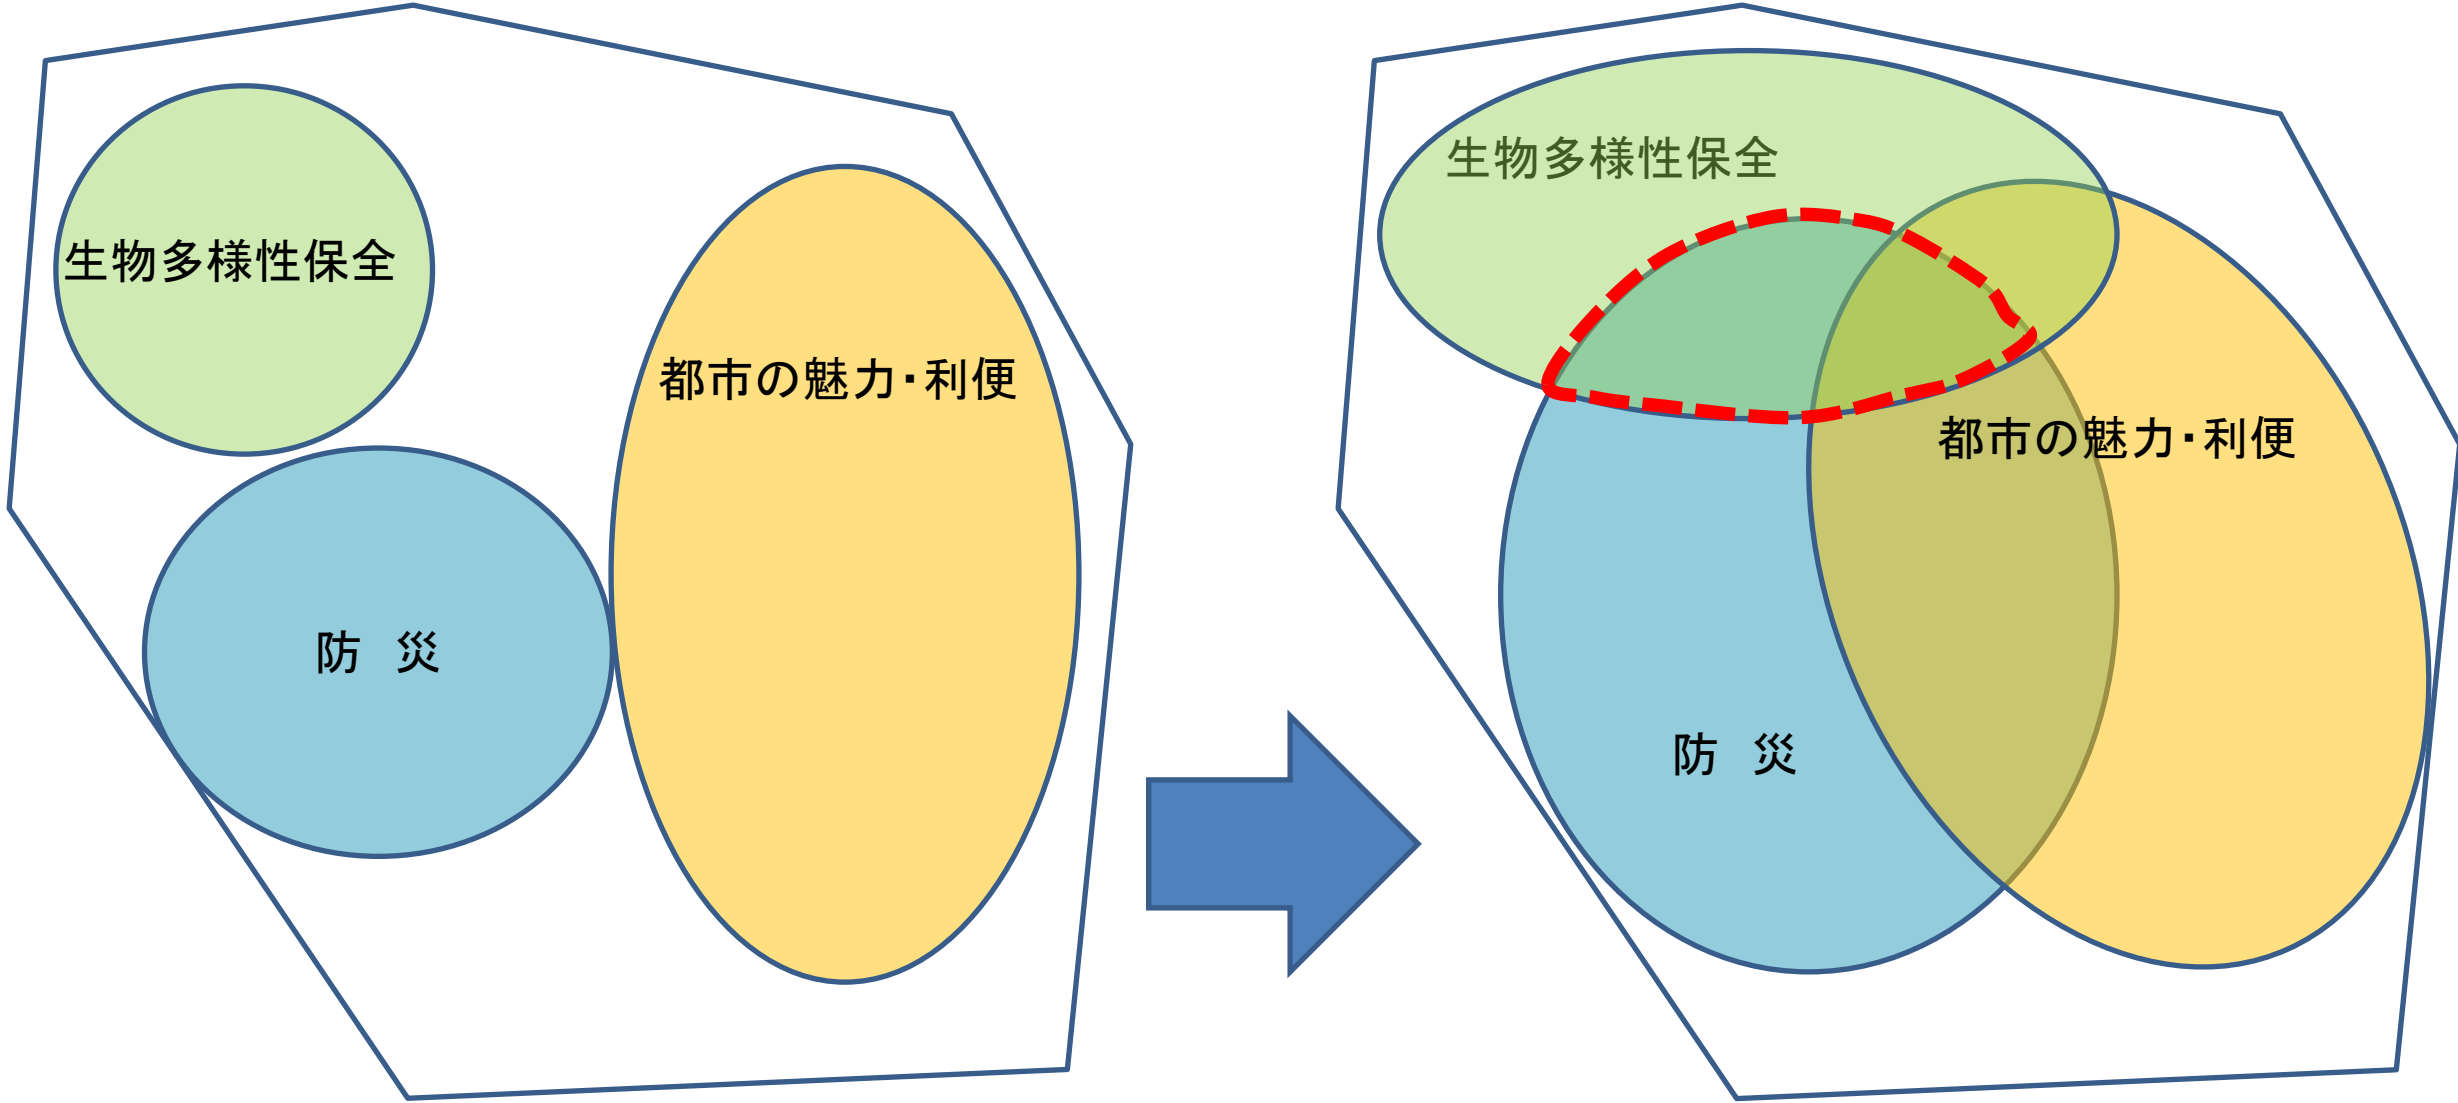 生物多様性保全
都市の魅力・利便
防　災
生物多様性保全
都市の魅力・利便
防　災